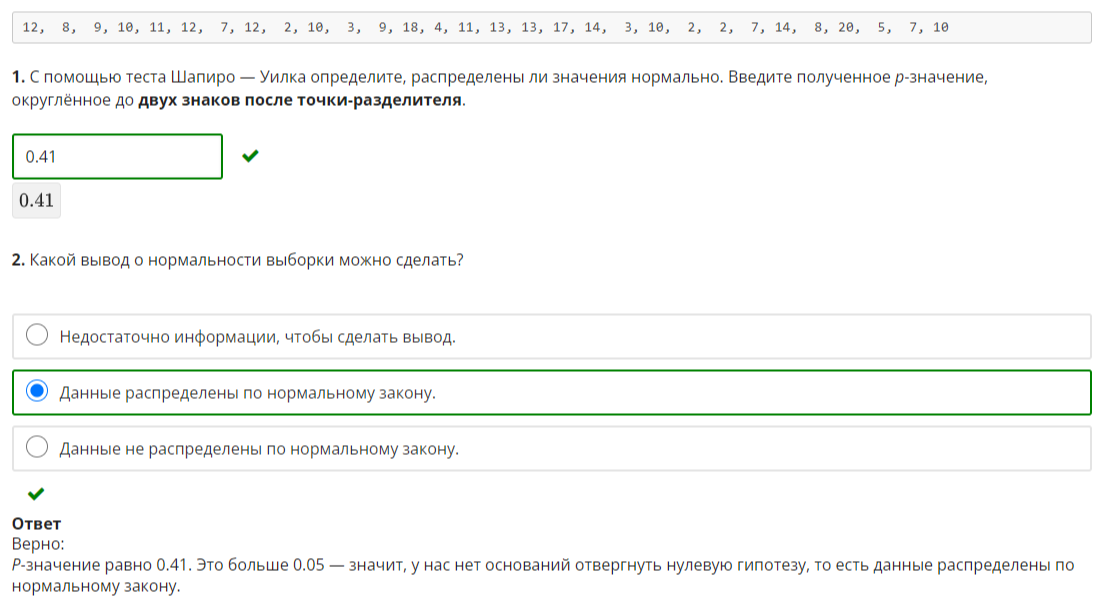 12,  8,  9, 10, 11, 12,  7, 12,  2, 10,  3,  9, 18, 4, 11, 13, 13, 17, 14,  3, 10,  2,  2,  7, 14,  8, 20,  5,  7, 10
1. С помощью теста Шапиро — Уилка определите, распределены ли значения нормально. Введите полученное p-значение,
округлённое до двух знаков после точки-разделителя.
0.41
0.41
2. Какой вывод о нормальности выборки можно сделать?
Недостаточно информации, чтобы сделать вывод.
Данные распределены по нормальному закону.
Данные не распределены по нормальному закону.
Ответ
Верно:
P-значение равно 0.41. Это больше 0.05 — значит, у нас нет оснований отвергнуть нулевую гипотезу, то есть данные распределены по
нормальному закону.